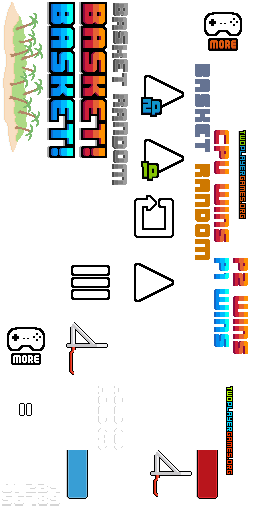 MORE
BASKET!
BASKET!
BASKET RANDOM
2P
1P
BASKET RANDOM
TWOPLAYERGAMES.ORG
CPU WINS
P2 WINS
P1 WINS
MORE
TWOPLAYERGAMES.ORG